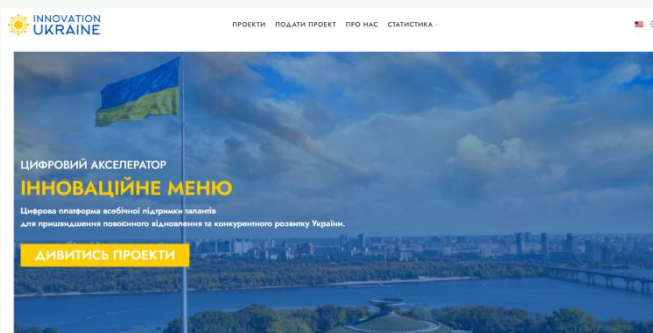 INNOVATION
UKRAINE
ПРОЕКТИ ПОДАТИ ПРОЕКТ ПРО НАС СТАТИСТИКА
ЦИФРОВИЙ АКСЕЛЕРАТОР
ІННОВАЦІЙНЕ МЕНЮ
Цифрова платформа всебічної підтримки талантів
для пришвидшення повоєнного відновлення та конкурентного розвитку України.
ДИВИТИСЬ ПРОЕКТИ